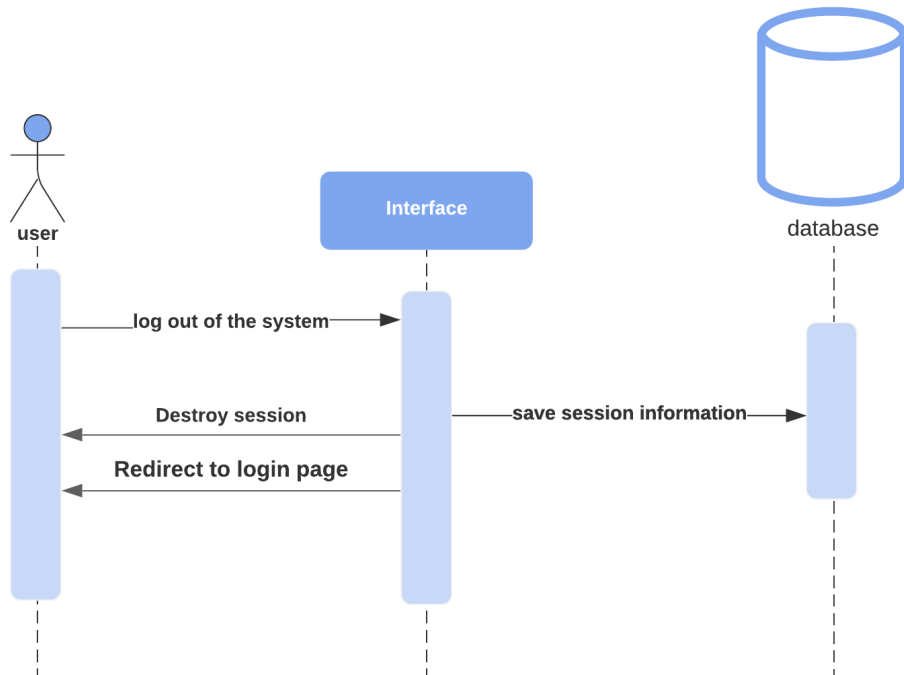 Interface
database
user
log out of the system
save session information
Destroy session
Redirect to login page